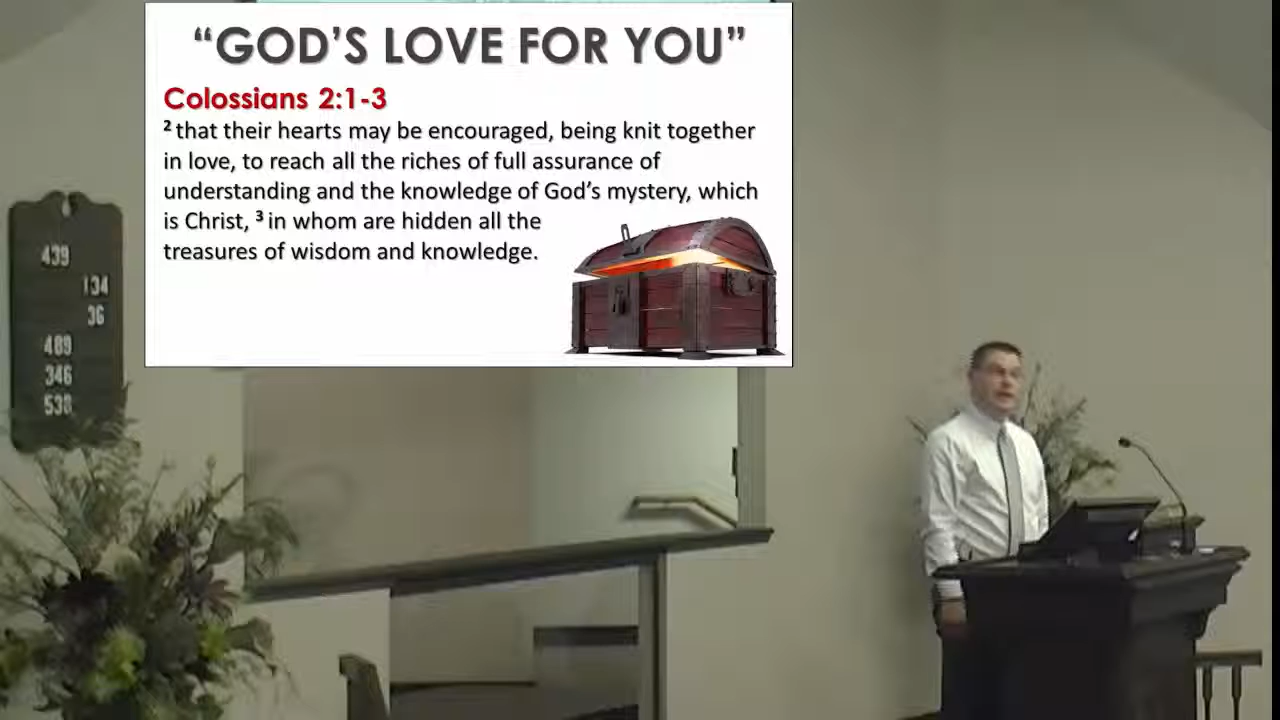 “GOD’S LOVE FOR YOU”
Colossians 2:1-3
2 that their hearts may be encouraged, being knit together
in love, to reach all the riches of full assurance of
understanding and the knowledge of God’s mystery, which
is Christ, 3 in whom are hidden all the
treasures of wisdom and knowledge.
439
134
36
489
346
538